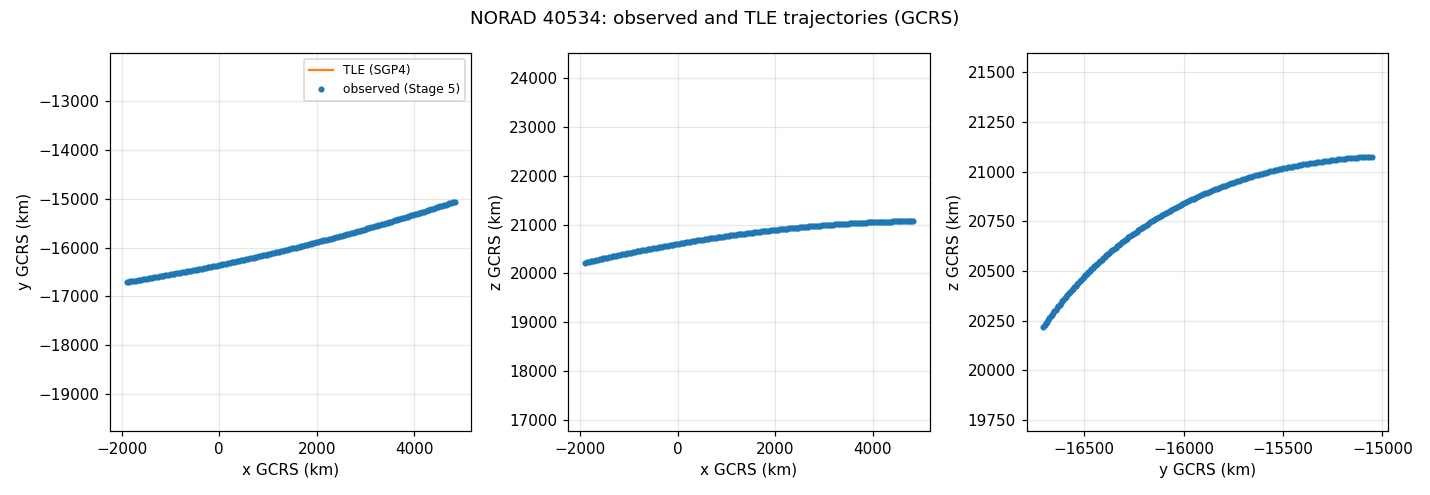 NORAD 40534: observed and TLE trajectories (GCRS)
TLE (SGP4)
observed (Stage 5)
−13000
−14000
−15000
−16000
−17000
−18000
−19000
y GCRS (km)
−2000 0 2000 4000
x GCRS (km)
24000
23000
22000
21000
20000
19000
18000
17000
z GCRS (km)
−2000 0 2000 4000
x GCRS (km)
21500
21250
21000
20750
20500
20250
20000
19750
z GCRS (km)
−16500 −16000 −15500 −15000
y GCRS (km)